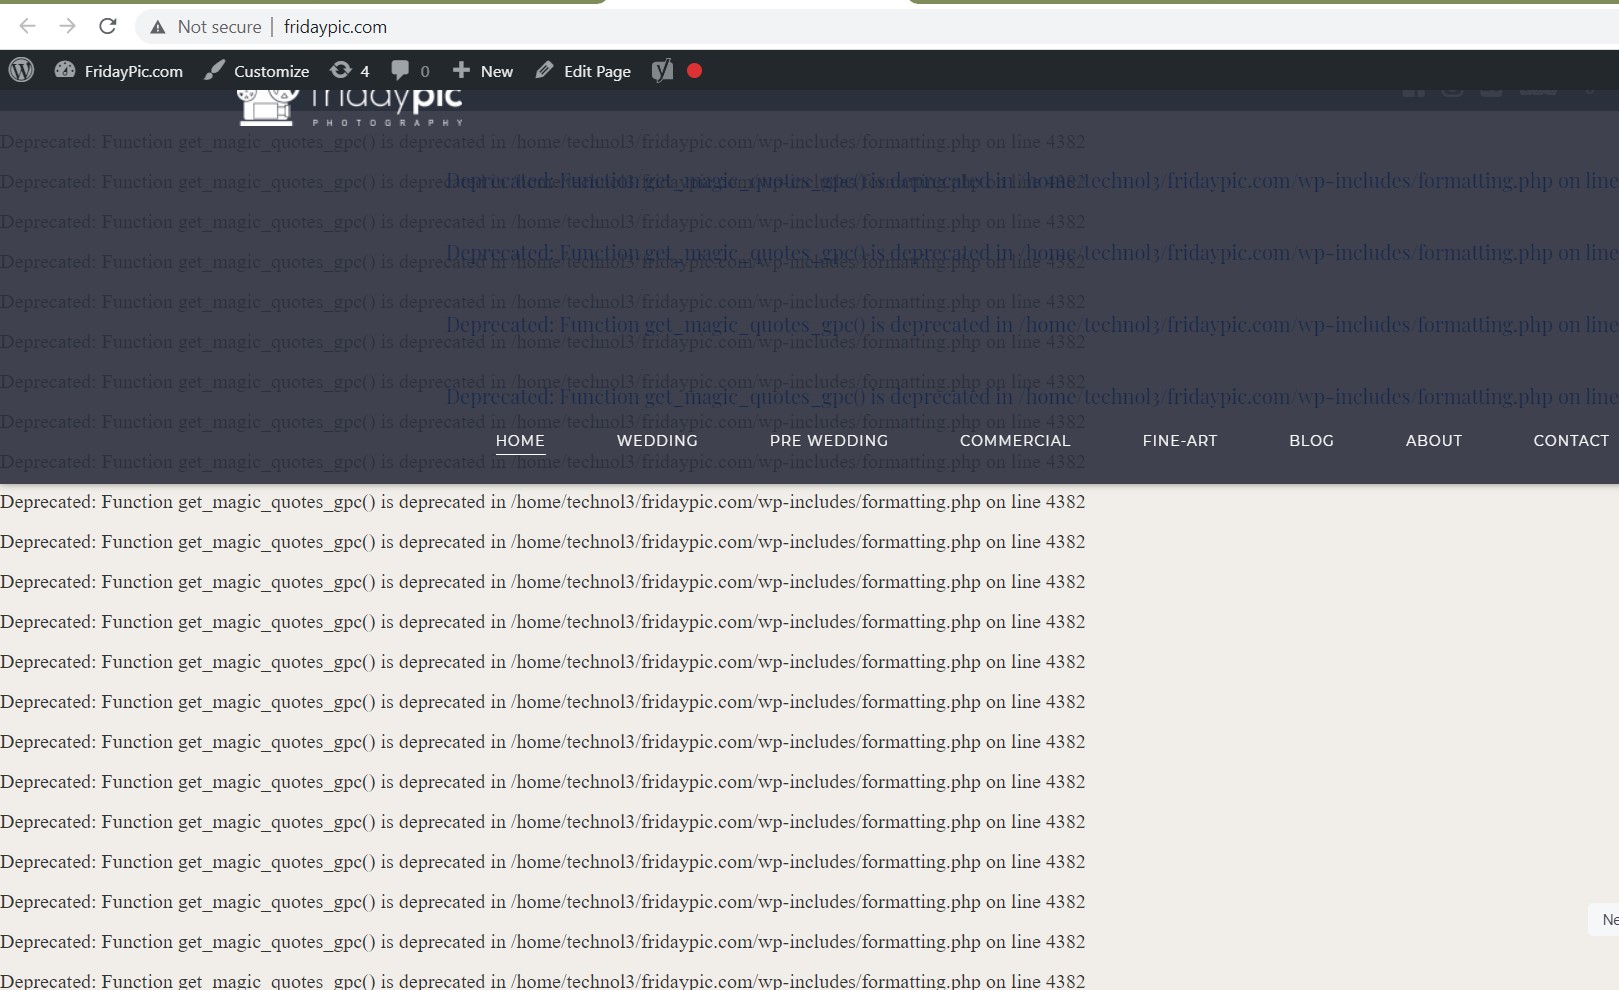 Not secure | fridaypic.com
FridayPic.com Customize 4 0 New Edit Page
fridaypic
PHOTOGRAPHY
Deprecated: Function get_magic_quotes_gpc() is deprecated in /home/technol3/fridaypic.com/wp-includes/formatting.php on line 4382
Deprecated: Function get_magic_quotes_gpc() is deprecated in /home/technol3/fridaypic.com/wp-includes/formatting.php on line 4382
Deprecated: Function get_magic_quotes_gpc() is deprecated in /home/technol3/fridaypic.com/wp-includes/formatting.php on line
Deprecated: Function get_magic_quotes_gpc() is deprecated in /home/technol3/fridaypic.com/wp-includes/formatting.php on line 4382
Deprecated: Function get_magic_quotes_gpc() is deprecated in /home/technol3/fridaypic.com/wp-includes/formatting.php on line
Deprecated: Function get_magic_quotes_gpc() is deprecated in /home/technol3/fridaypic.com/wp-includes/formatting.php on line 4382
Deprecated: Function get_magic_quotes_gpc() is deprecated in /home/technol3/fridaypic.com/wp-includes/formatting.php on line 4382
Deprecated: Function get_magic_quotes_gpc() is deprecated in /home/technol3/fridaypic.com/wp-includes/formatting.php on line
Deprecated: Function get_magic_quotes_gpc() is deprecated in /home/technol3/fridaypic.com/wp-includes/formatting.php on line 4382
Deprecated: Function get_magic_quotes_gpc() is deprecated in /home/technol3/fridaypic.com/wp-includes/formatting.php on line 4382
Deprecated: Function get_magic_quotes_gpc() is deprecated in /home/technol3/fridaypic.com/wp-includes/formatting.php on line
Deprecated: Function get_magic_quotes_gpc() is deprecated in /home/technol3/fridaypic.com/wp-includes/formatting.php on line 4382
HOME WEDDING PRE WEDDING COMMERCIAL FINE-ART BLOG ABOUT CONTACT
Deprecated: Function get_magic_quotes_gpc() is deprecated in /home/technol3/fridaypic.com/wp-includes/formatting.php on line 4382
Deprecated: Function get_magic_quotes_gpc() is deprecated in /home/technol3/fridaypic.com/wp-includes/formatting.php on line 4382
Deprecated: Function get_magic_quotes_gpc() is deprecated in /home/technol3/fridaypic.com/wp-includes/formatting.php on line 4382
Deprecated: Function get_magic_quotes_gpc() is deprecated in /home/technol3/fridaypic.com/wp-includes/formatting.php on line 4382
Deprecated: Function get_magic_quotes_gpc() is deprecated in /home/technol3/fridaypic.com/wp-includes/formatting.php on line 4382
Deprecated: Function get_magic_quotes_gpc() is deprecated in /home/technol3/fridaypic.com/wp-includes/formatting.php on line 4382
Deprecated: Function get_magic_quotes_gpc() is deprecated in /home/technol3/fridaypic.com/wp-includes/formatting.php on line 4382
Deprecated: Function get_magic_quotes_gpc() is deprecated in /home/technol3/fridaypic.com/wp-includes/formatting.php on line 4382
Deprecated: Function get_magic_quotes_gpc() is deprecated in /home/technol3/fridaypic.com/wp-includes/formatting.php on line 4382
Deprecated: Function get_magic_quotes_gpc() is deprecated in /home/technol3/fridaypic.com/wp-includes/formatting.php on line 4382
Deprecated: Function get_magic_quotes_gpc() is deprecated in /home/technol3/fridaypic.com/wp-includes/formatting.php on line 4382
Deprecated: Function get_magic_quotes_gpc() is deprecated in /home/technol3/fridaypic.com/wp-includes/formatting.php on line 4382
Deprecated: Function get_magic_quotes_gpc() is deprecated in /home/technol3/fridaypic.com/wp-includes/formatting.php on line 4382
Deprecated: Function get_magic_quotes_gpc() is deprecated in /home/technol3/fridaypic.com/wp-includes/formatting.php on line 4382